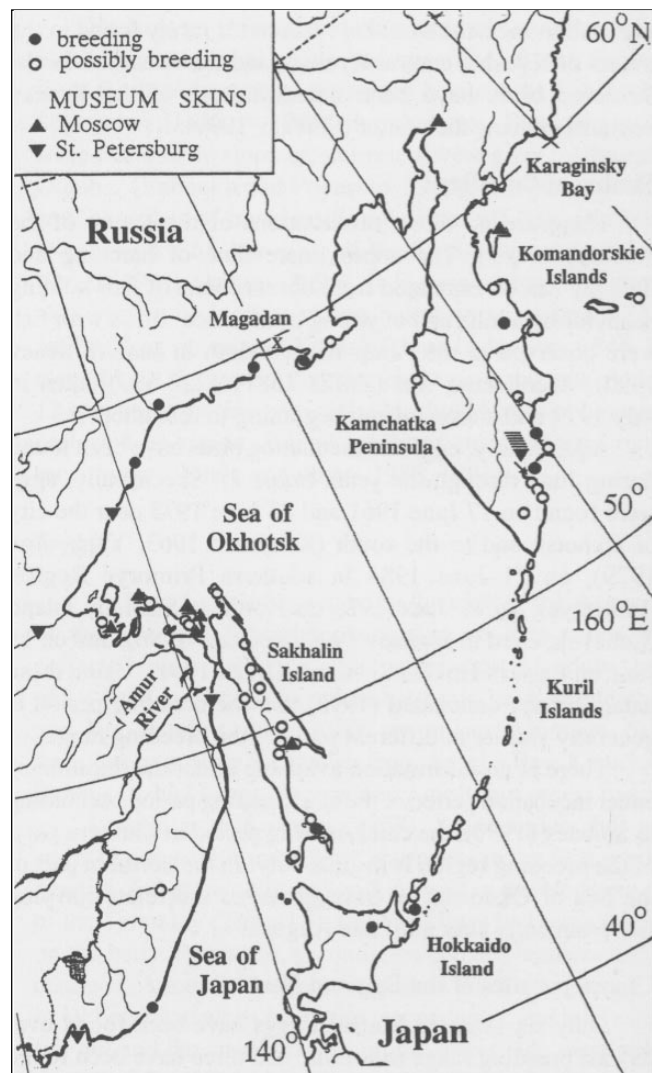 breeding
possibly breeding
MUSEUM SKINS
Moscow
St. Petersburg
60°N
Karaginsky
Bay
Russia
Komandorskie
Islands
Magadan
X
Kamchatka
Peninsula
50°
Sea of
Okhotsk
160°E
Sakhalin
Island
Amur
River
Kuril
Islands
40°
Hokkaido
Island
Sea of
Japan
Japan
140°